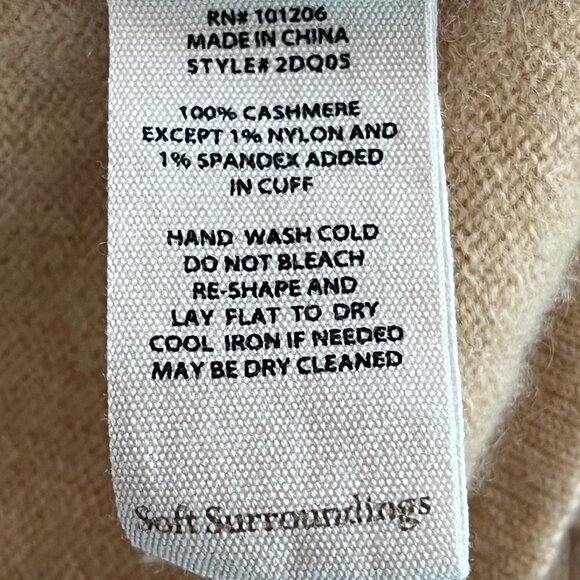 RN# 101206
MADE IN CHINA
STYLE# 2DQ05
100% CASHMERE
EXCEPT 1% NYLON AND
1% SPANDEX ADDED
IN CUFF
HAND WASH COLD
DO NOT BLEACH
RE-SHAPE AND
LAY FLAT TO DRY
COOL IRON IF NEEDED
MAY BE DRY CLEANED
Soft Surroundings